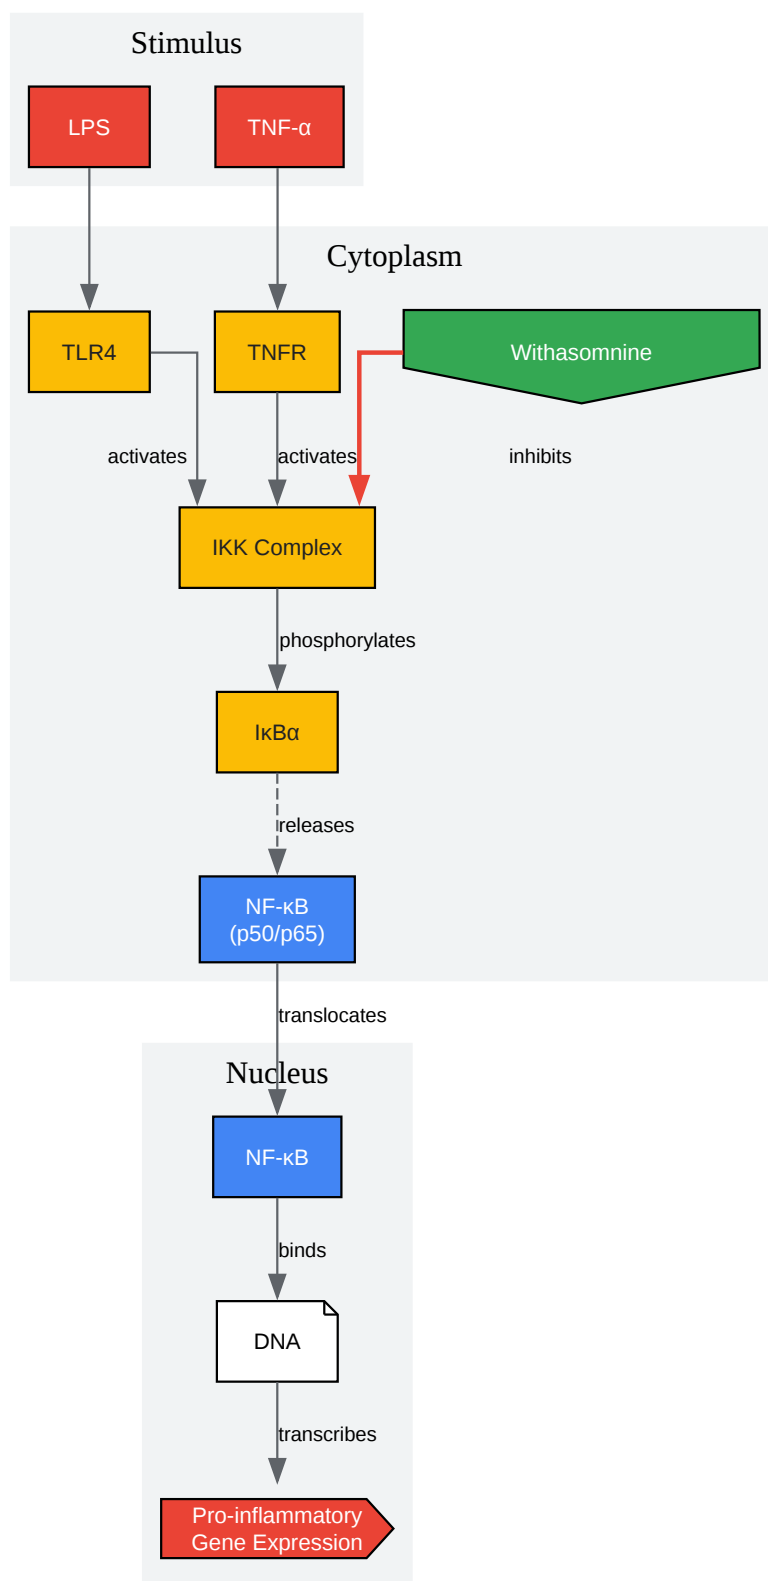 Stimulus
LPS
TNF-α
Cytoplasm
TLR4
TNFR
Withasomnine
activates
activates
inhibits
IKK Complex
phosphorylates
IκBα
releases
NF-κB
(p50/p65)
translocates
Nucleus
NF-κB
binds
DNA
transcribes
Pro-inflammatory
Gene Expression